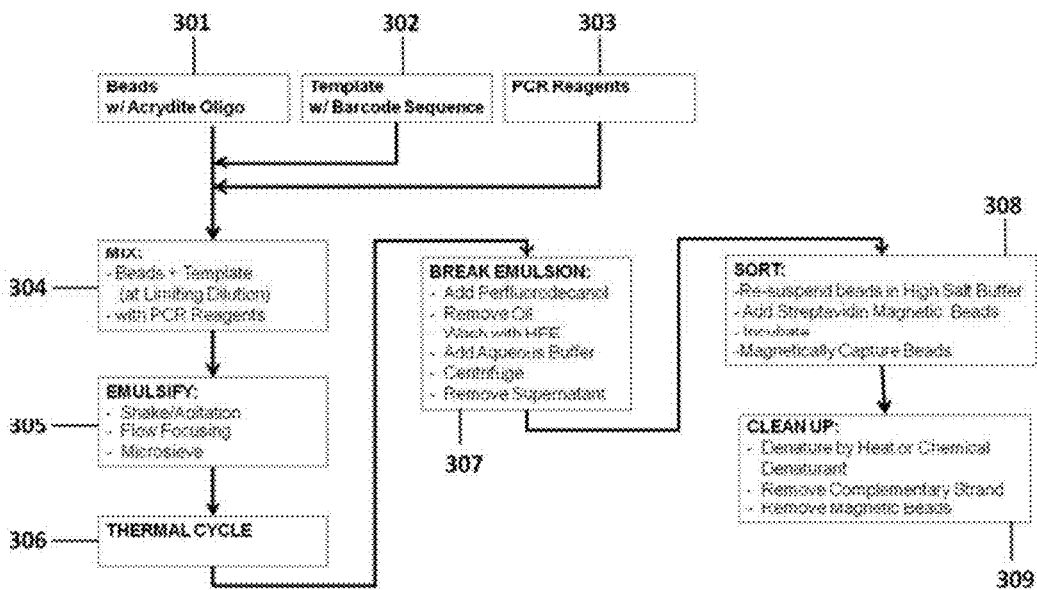 301
302
303
Beads
w/ Acrydite Oligo
Template
w/ Barcode Sequence
PCR Reagents
304
MIX:
- Beads + Template
(at Limiting Dilution)
- with PCR Reagents
305
EMULSIFY:
- Shake/Agitation
- Flow Focusing
- Microsieve
306
THERMAL CYCLE
BREAK EMULSION:
- Add Perfluorodecanol
- Remove Oil
- Wash with HFE
- Add Aqueous Buffer
- Centrifuge
- Remove Supernatant
307
308
SORT:
-Re-suspend beads in High Salt Buffer
-Add Streptavidin Magnetic Beads
-Incubate
-Magnetically Capture Beads
CLEAN UP:
- Denature by Heat or Chemical
Denaturant
- Remove Complementary Strand
- Remove Magnetic Beads
309